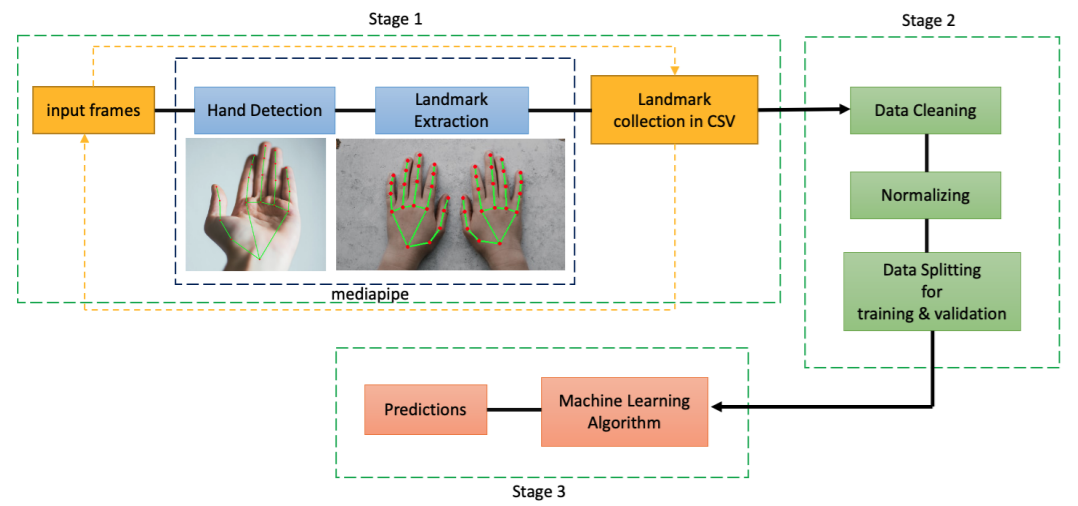 Stage 1
Stage 2
input frames
Hand Detection
Landmark
Extraction
Landmark
collection in CSV
Data Cleaning
Normalizing
Data Splitting
for
training & validation
mediapipe
Predictions
Machine Learning
Algorithm
Stage 3